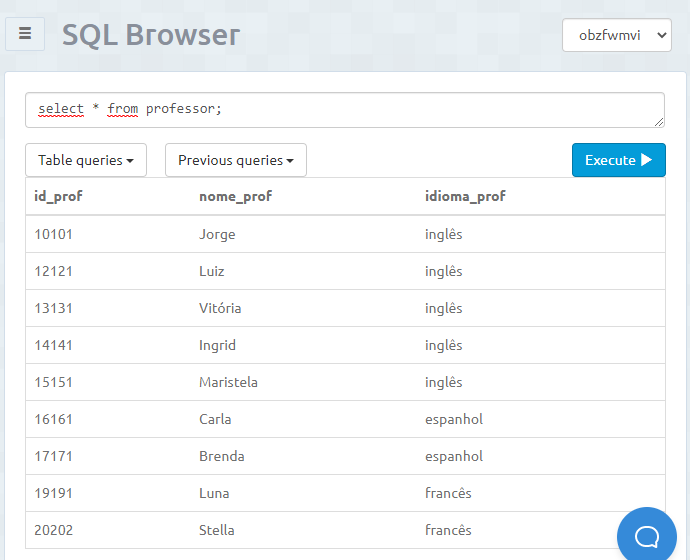 SQL Browser obzfwmvi
select * from professor;
Table queries Previous queries Execute
id_prof nome_prof idioma_prof
10101 Jorge inglês
12121 Luiz inglês
13131 Vitória inglês
14141 Ingrid inglês
15151 Maristela inglês
16161 Carla espanhol
17171 Brenda espanhol
19191 Luna francês
20202 Stella francês